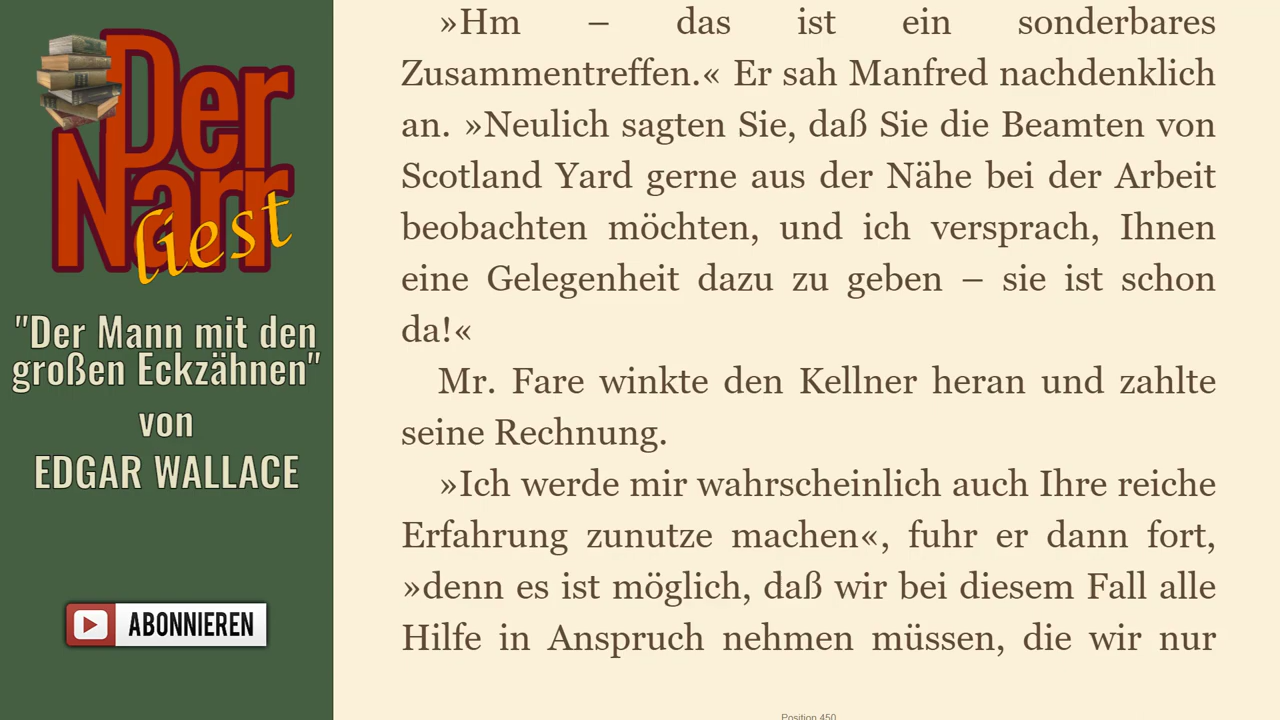 Der
Narr
liest
"Der Mann mit den
großen Eckzähnen"
von
EDGAR WALLACE
ABONNIEREN
»Hm – das ist ein sonderbares
Zusammentreffen.« Er sah Manfred nachdenklich
an. »Neulich sagten Sie, daß Sie die Beamten von
Scotland Yard gerne aus der Nähe bei der Arbeit
beobachten möchten, und ich versprach, Ihnen
eine Gelegenheit dazu zu geben – sie ist schon
da!«
Mr. Fare winkte den Kellner heran und zahlte
seine Rechnung.
»Ich werde mir wahrscheinlich auch Ihre reiche
Erfahrung zunutze machen«, fuhr er dann fort,
»denn es ist möglich, daß wir bei diesem Fall alle
Hilfe in Anspruch nehmen müssen, die wir nur
Position 450